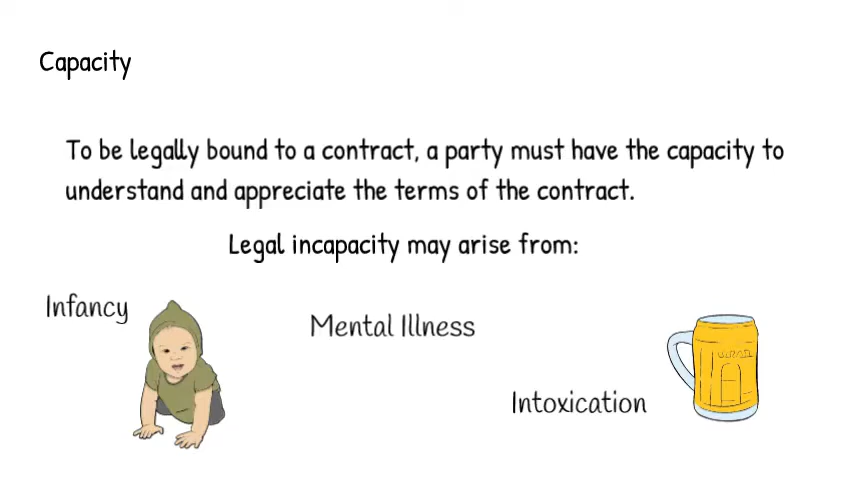 Capacity
To be legally bound to a contract, a party must have the capacity to
understand and appreciate the terms of the contract.
Legal incapacity may arise from:
Infancy
Mental Illness
Intoxication